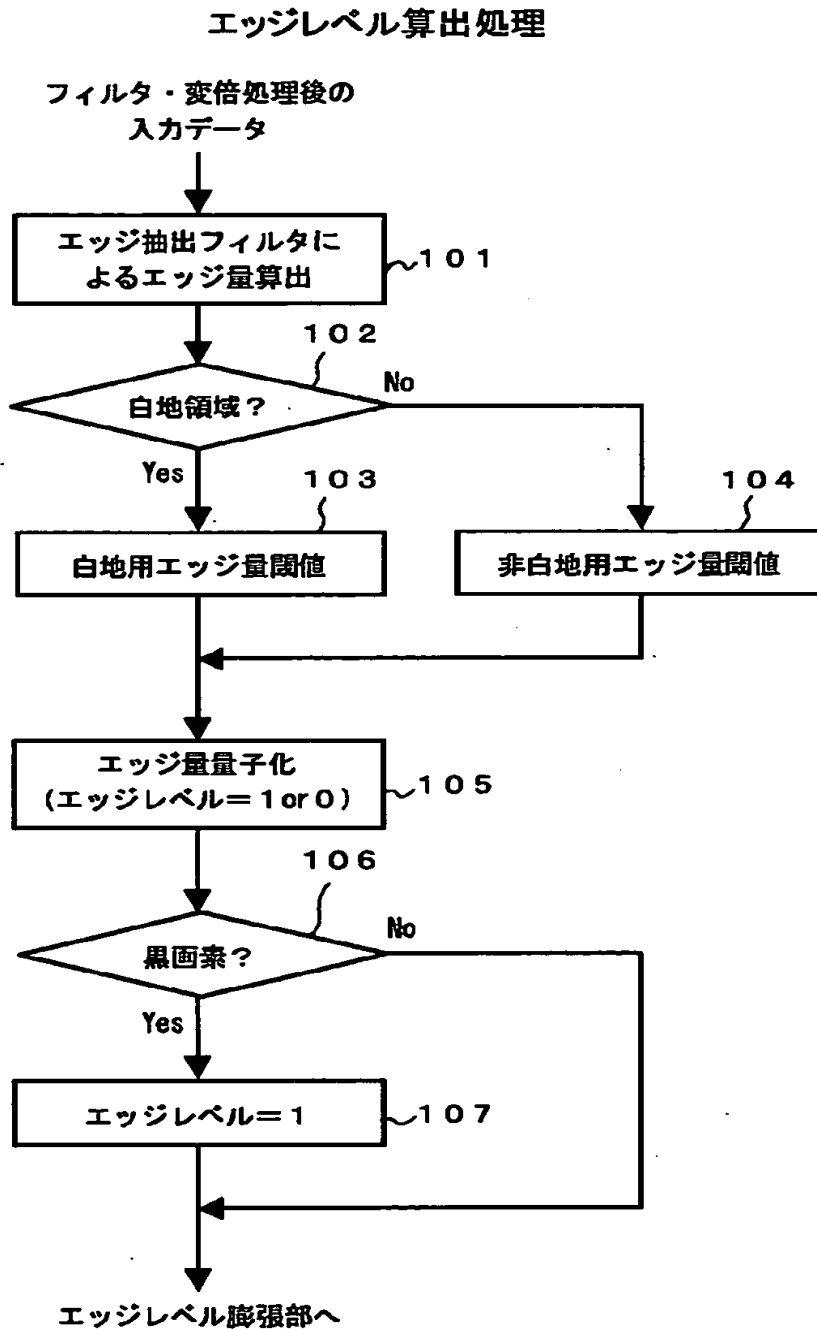 エッジレベル算出処理
フィルタ・変倍処理後の
入力データ
エッジ抽出フィルタに
よるエッジ量算出
101
102
白地領域?
No
Yes
103
104
白地用エッジ量閾値
非白地用エッジ量閾値
エッジ量量子化
(エッジレベル=1or0)
105
106
黒画素?
No
Yes
エッジレベル=1
107
エッジレベル膨張部へ